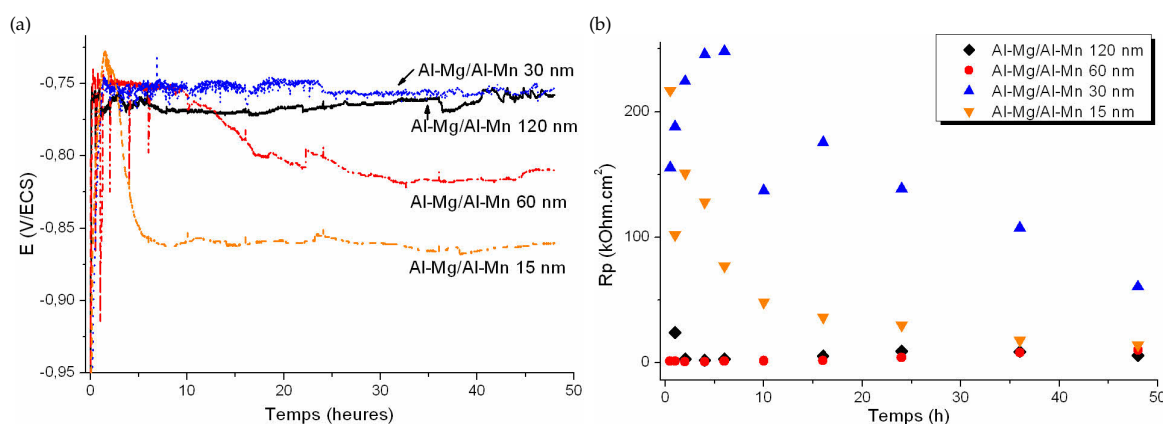 (a)
-0,75
-0,80
-0,85
-0,90
-0,95
E (V/ECS)
0
10
20
30
40
50
Temps (heures)
Al-Mg/Al-Mn 30 nm
Al-Mg/Al-Mn 120 nm
Al-Mg/Al-Mn 60 nm
Al-Mg/Al-Mn 15 nm
(b)
200
100
0
Rp (kOhm.cm²)
0
10
20
30
40
50
Temps (h)
Al-Mg/Al-Mn 120 nm
Al-Mg/Al-Mn 60 nm
Al-Mg/Al-Mn 30 nm
Al-Mg/Al-Mn 15 nm